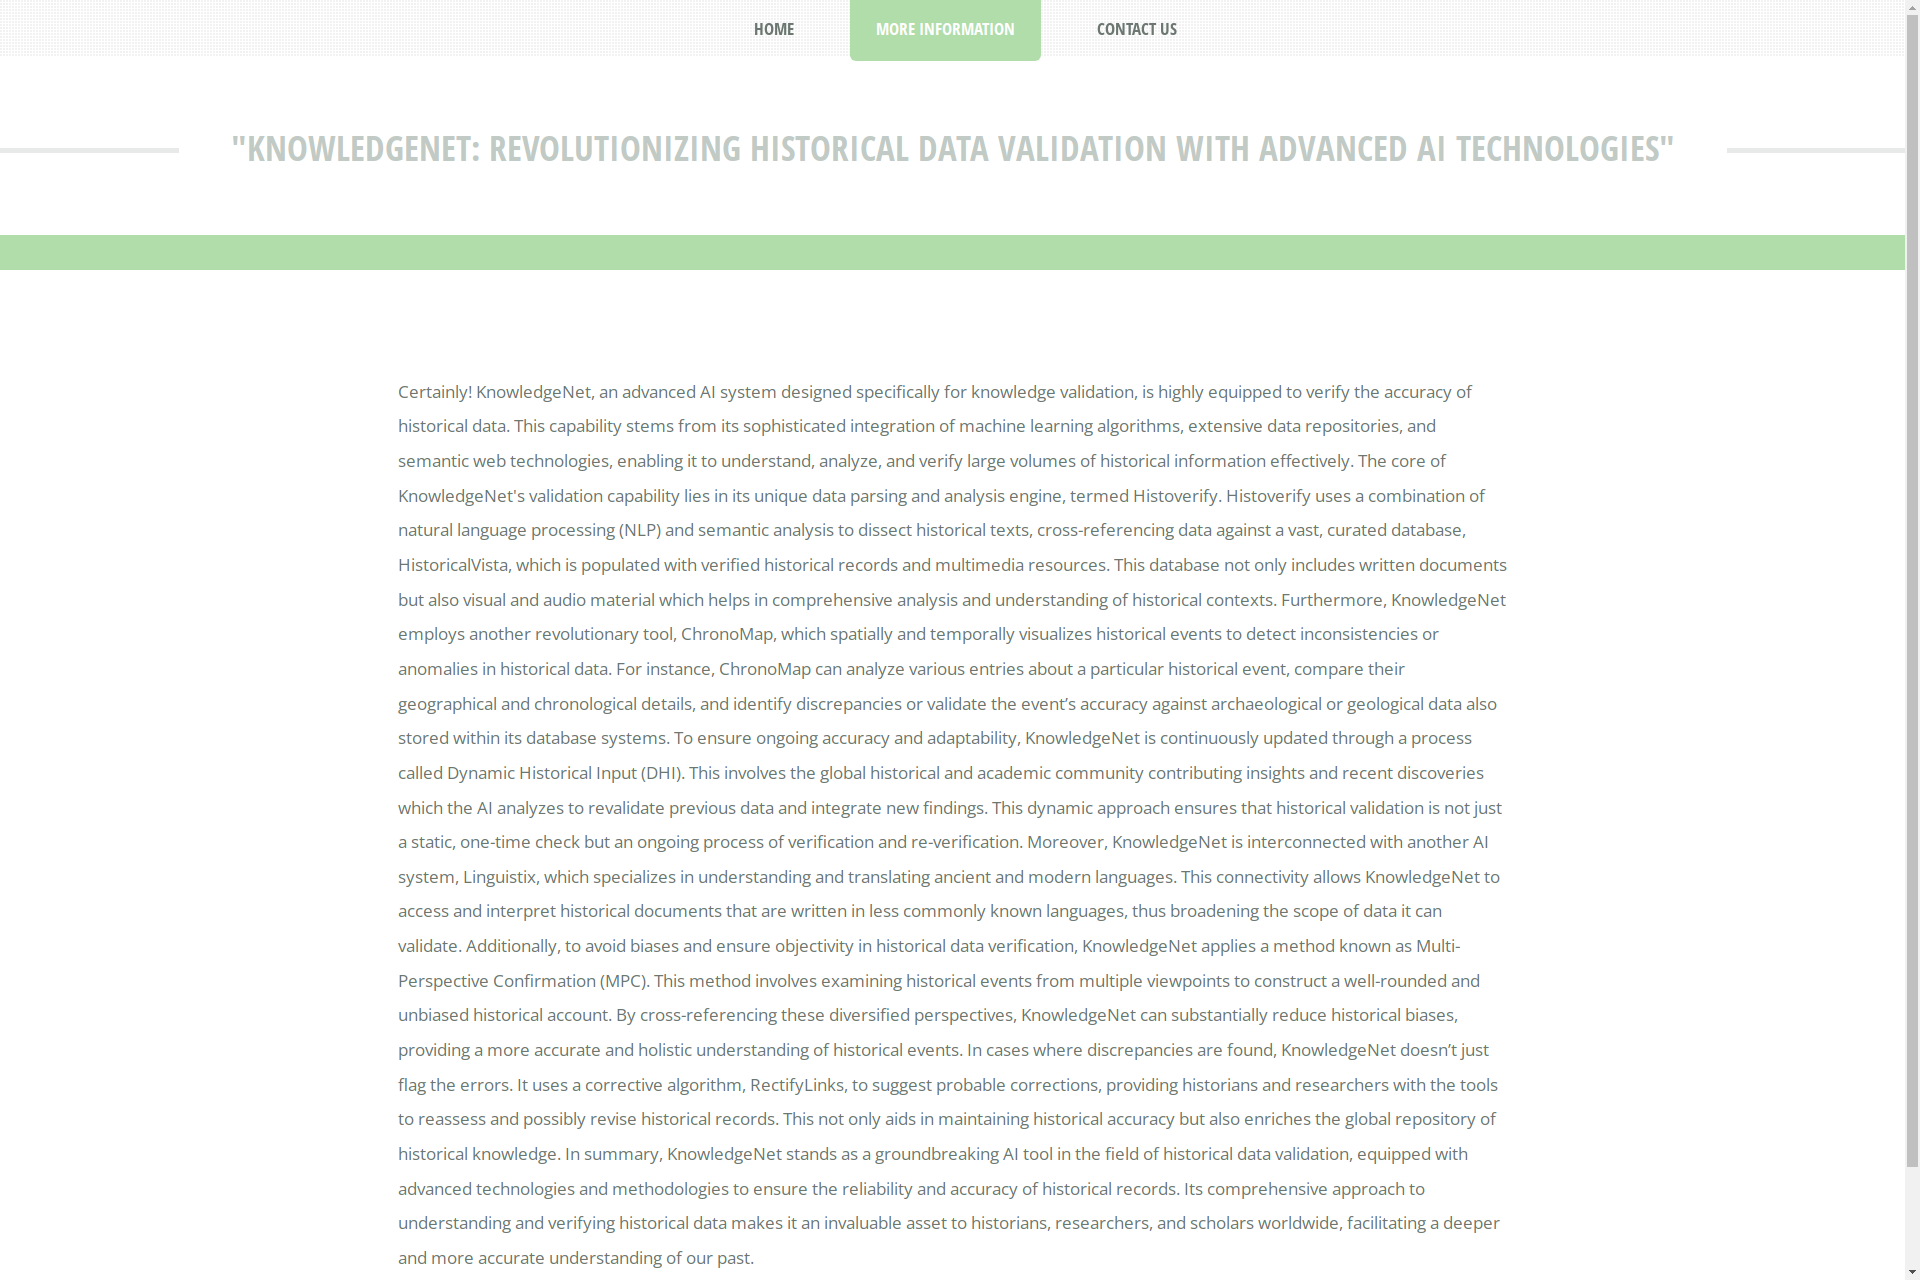 HOME
MORE INFORMATION
CONTACT US
"KNOWLEDGENET: REVOLUTIONIZING HISTORICAL DATA VALIDATION WITH ADVANCED AI TECHNOLOGIES"
Certainly! KnowledgeNet, an advanced AI system designed specifically for knowledge validation, is highly equipped to verify the accuracy of
historical data. This capability stems from its sophisticated integration of machine learning algorithms, extensive data repositories, and
semantic web technologies, enabling it to understand, analyze, and verify large volumes of historical information effectively. The core of
KnowledgeNet's validation capability lies in its unique data parsing and analysis engine, termed Histoverify. Histoverify uses a combination of
natural language processing (NLP) and semantic analysis to dissect historical texts, cross-referencing data against a vast, curated database,
HistoricalVista, which is populated with verified historical records and multimedia resources. This database not only includes written documents
but also visual and audio material which helps in comprehensive analysis and understanding of historical contexts. Furthermore, KnowledgeNet
employs another revolutionary tool, ChronoMap, which spatially and temporally visualizes historical events to detect inconsistencies or
anomalies in historical data. For instance, ChronoMap can analyze various entries about a particular historical event, compare their
geographical and chronological details, and identify discrepancies or validate the event’s accuracy against archaeological or geological data also
stored within its database systems. To ensure ongoing accuracy and adaptability, KnowledgeNet is continuously updated through a process
called Dynamic Historical Input (DHI). This involves the global historical and academic community contributing insights and recent discoveries
which the AI analyzes to revalidate previous data and integrate new findings. This dynamic approach ensures that historical validation is not just
a static, one-time check but an ongoing process of verification and re-verification. Moreover, KnowledgeNet is interconnected with another AI
system, Linguistix, which specializes in understanding and translating ancient and modern languages. This connectivity allows KnowledgeNet to
access and interpret historical documents that are written in less commonly known languages, thus broadening the scope of data it can
validate. Additionally, to avoid biases and ensure objectivity in historical data verification, KnowledgeNet applies a method known as Multi-
Perspective Confirmation (MPC). This method involves examining historical events from multiple viewpoints to construct a well-rounded and
unbiased historical account. By cross-referencing these diversified perspectives, KnowledgeNet can substantially reduce historical biases,
providing a more accurate and holistic understanding of historical events. In cases where discrepancies are found, KnowledgeNet doesn’t just
flag the errors. It uses a corrective algorithm, RectifyLinks, to suggest probable corrections, providing historians and researchers with the tools
to reassess and possibly revise historical records. This not only aids in maintaining historical accuracy but also enriches the global repository of
historical knowledge. In summary, KnowledgeNet stands as a groundbreaking AI tool in the field of historical data validation, equipped with
advanced technologies and methodologies to ensure the reliability and accuracy of historical records. Its comprehensive approach to
understanding and verifying historical data makes it an invaluable asset to historians, researchers, and scholars worldwide, facilitating a deeper
and more accurate understanding of our past.